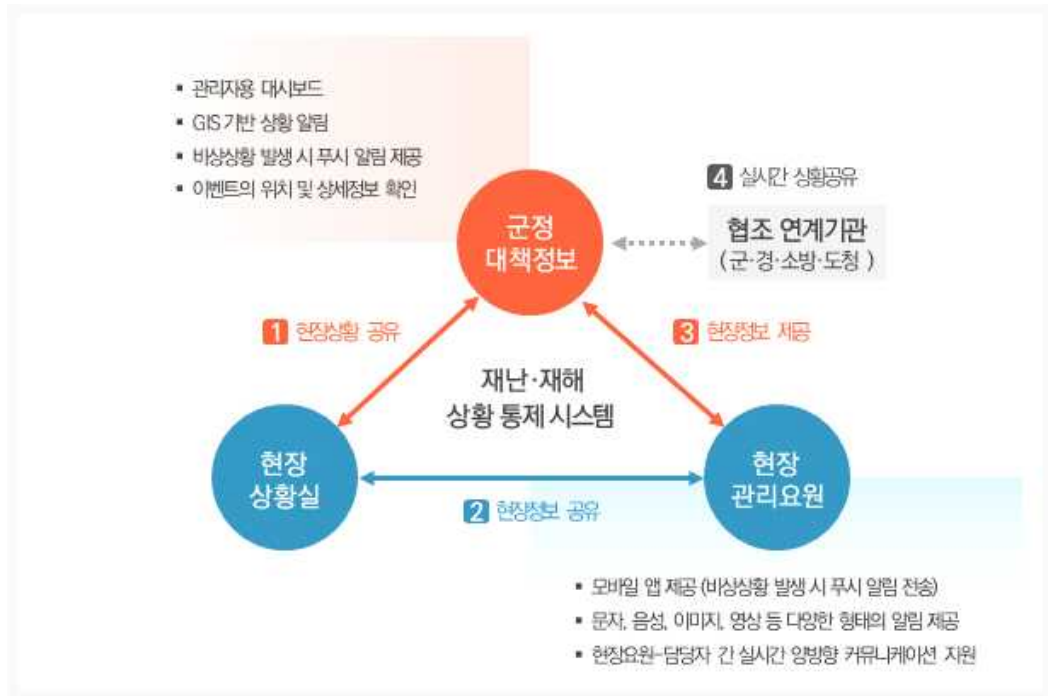 ▪ 관리자용 대시보드
▪ GIS 기반 상황 알림
▪ 비상상황 발생 시 푸시 알림 제공
▪ 이벤트의 위치 및 상세정보 확인
군정
대책정보
4 실시간 상황공유
협조 연계기관
( 군·경·소방·도청 )
1 현장상황 공유
3 현장정보 제공
재난·재해
상황 통제 시스템
현장
상황실
현장
관리요원
2 현장정보 공유
▪ 모바일 앱 제공 (비상상황 발생 시 푸시 알림 전송)
▪ 문자, 음성, 이미지, 영상 등 다양한 형태의 알림 제공
▪ 현장요원-담당자 간 실시간 양방향 커뮤니케이션 지원